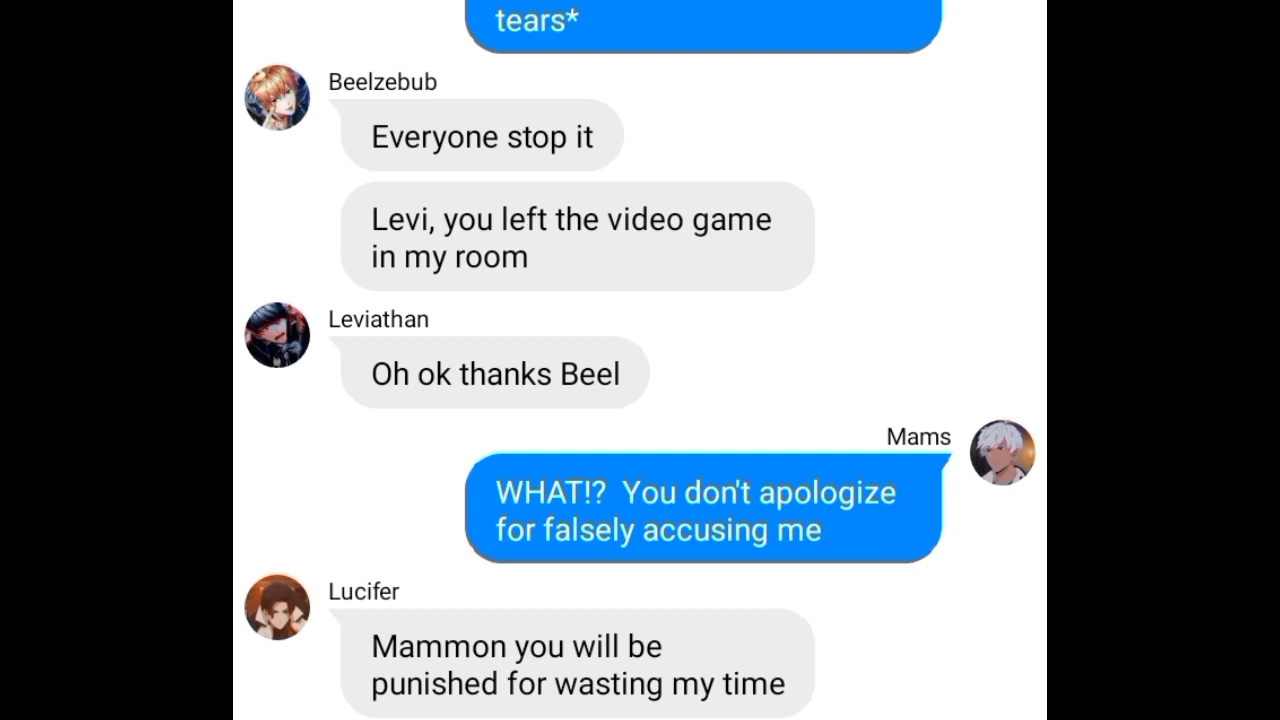 tears*
Beelzebub
Everyone stop it
Levi, you left the video game
in my room
Leviathan
Oh ok thanks Beel
Mams
WHAT!?  You don't apologize
for falsely accusing me
Lucifer
Mammon you will be
punished for wasting my time